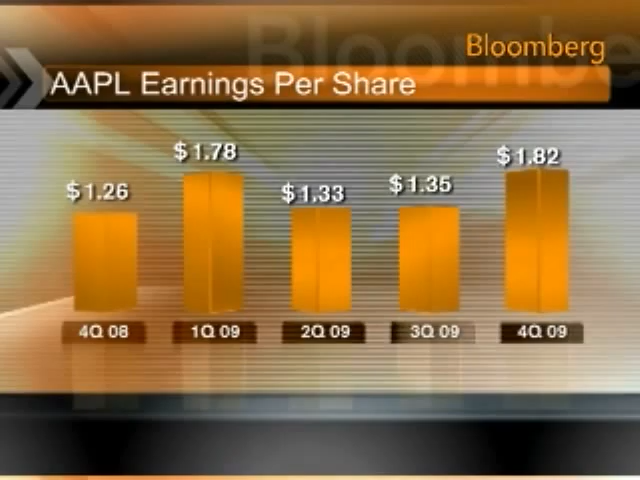 Bloomberg
Bloombe
AAPL Earnings Per Share
$1.26
$1.78
$1.33
$1.35
$1.82
4Q 08
1Q 09
2Q 09
3Q 09
4Q 09